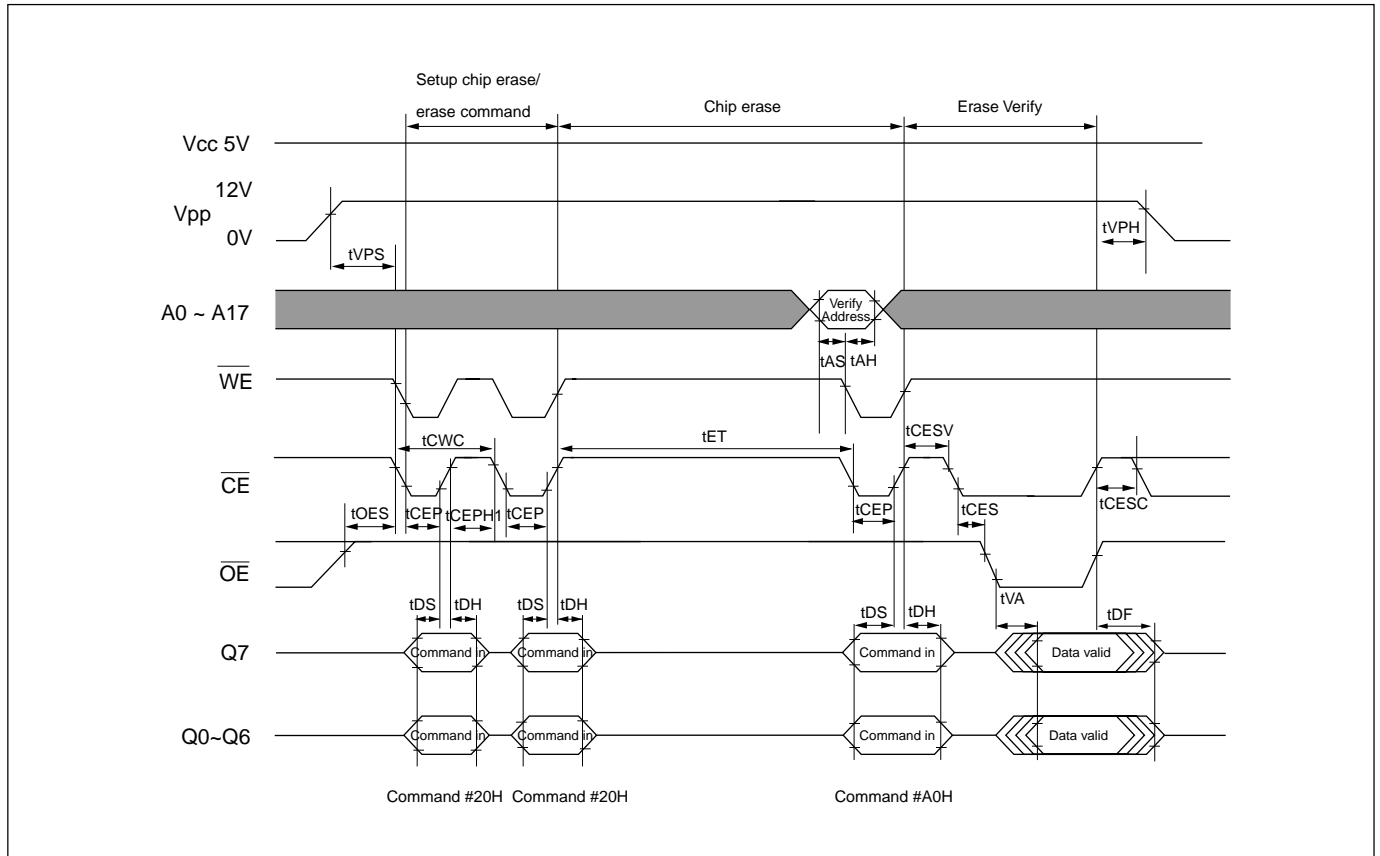 Setup chip erase/
erase command
Chip erase
Erase Verify
Vcc 5V
12V
Vpp
0V
tVPS
tVPH
A0 ~ A17
Verify
Address
tAS
tAH
WE
tCWC
tET
tCESV
CE
tOES
tCEP
tCEPH1
tCEP
tCEP
tCES
tCESC
OE
tDS
tDH
tDS
tDH
tDS
tDH
tVA
tDF
Q7
Command in
Command in
Command in
Data valid
Q0~Q6
Command in
Command in
Command in
Data valid
Command #20H
Command #20H
Command #A0H